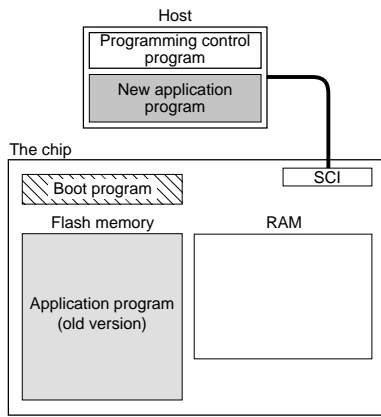 Host
Programming control
program
New application
program
The chip
SCI
Boot program
Flash memory
RAM
Application program
(old version)